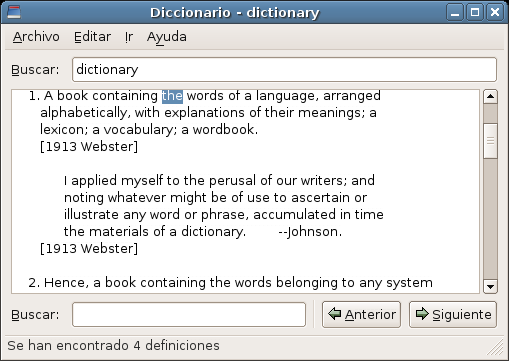 Diccionario - dictionary
Archivo Editar Ir Ayuda
Buscar: dictionary
1. A book containing the words of a language, arranged
alphabetically, with explanations of their meanings; a
lexicon; a vocabulary; a wordbook.
[1913 Webster]
I applied myself to the perusal of our writers; and
noting whatever might be of use to ascertain or
illustrate any word or phrase, accumulated in time
the materials of a dictionary. --Johnson.
[1913 Webster]
2. Hence, a book containing the words belonging to any system
Buscar: Anterior Siguiente
Se han encontrado 4 definiciones